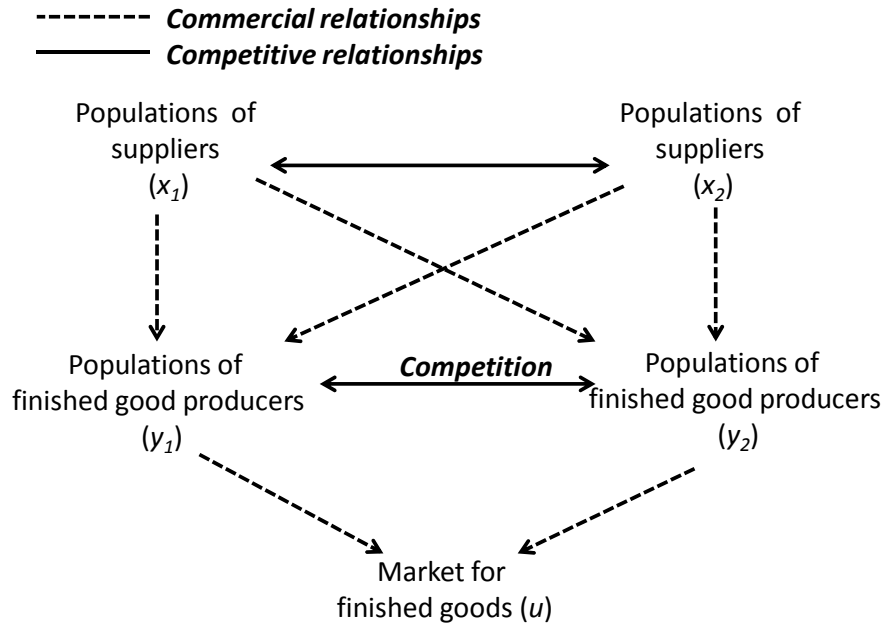 Commercial relationships
Competitive relationships
Populations of
suppliers
(x1)
Populations of
suppliers
(x2)
Populations of
finished good producers
(y1)
Competition
Populations of
finished good producers
(y2)
Market for
finished goods (u)